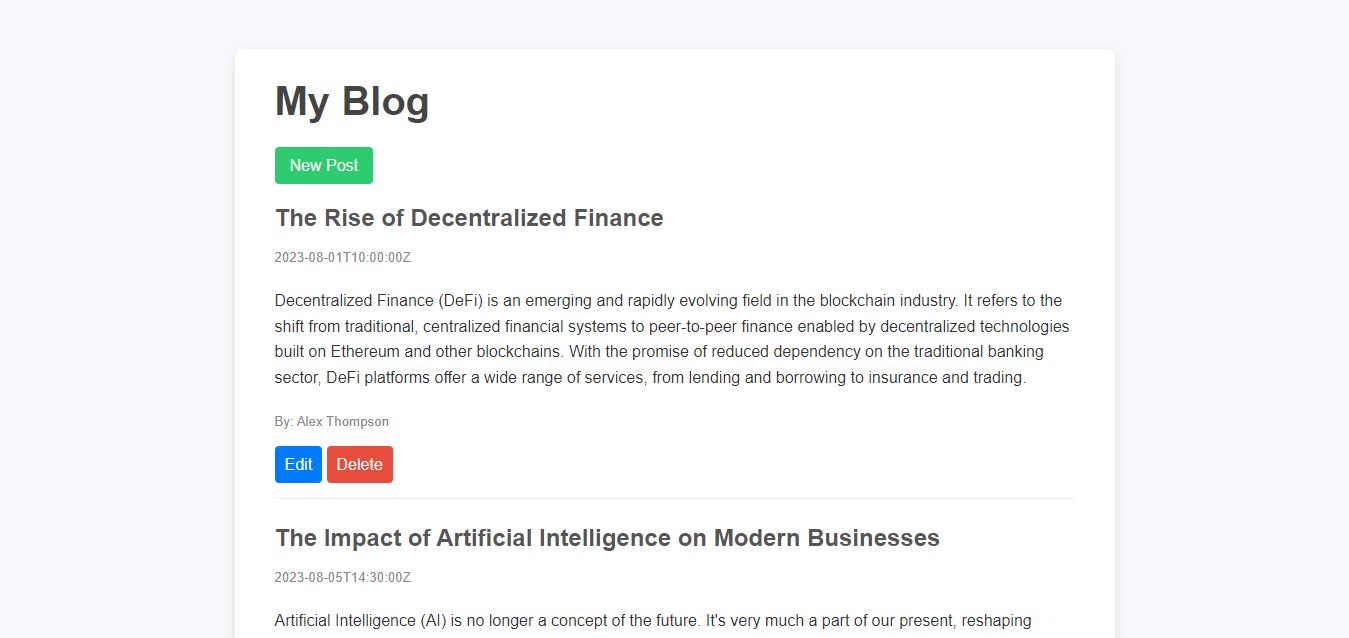 My Blog
New Post
The Rise of Decentralized Finance
2023-08-01T10:00:00Z
Decentralized Finance (DeFi) is an emerging and rapidly evolving field in the blockchain industry. It refers to the
shift from traditional, centralized financial systems to peer-to-peer finance enabled by decentralized technologies
built on Ethereum and other blockchains. With the promise of reduced dependency on the traditional banking
sector, DeFi platforms offer a wide range of services, from lending and borrowing to insurance and trading.
By: Alex Thompson
Edit Delete
The Impact of Artificial Intelligence on Modern Businesses
2023-08-05T14:30:00Z
Artificial Intelligence (AI) is no longer a concept of the future. It's very much a part of our present, reshaping